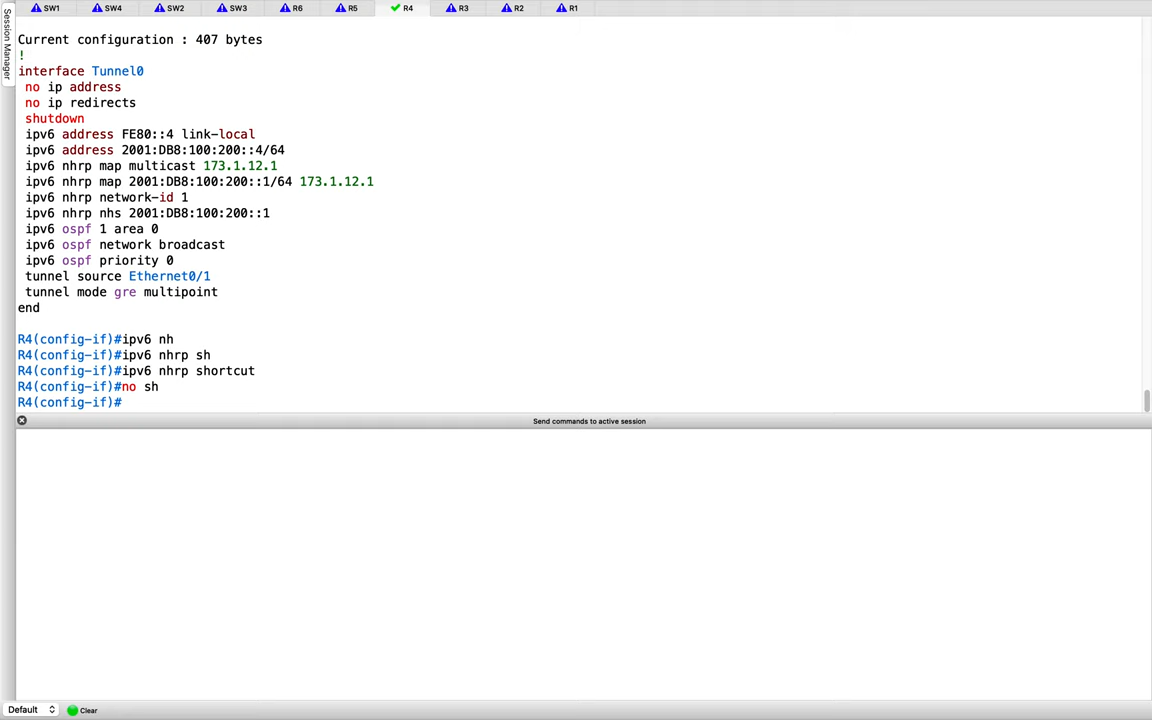 SW1 SW4 SW2 SW3 R6 R5 R4 R3 R2 R1
Session Manager
Current configuration : 407 bytes
!
interface Tunnel0
no ip address
no ip redirects
shutdown
ipv6 address FE80::4 link-local
ipv6 address 2001:DB8:100:200::4/64
ipv6 nhrp map multicast 173.1.12.1
ipv6 nhrp map 2001:DB8:100:200::1/64 173.1.12.1
ipv6 nhrp network-id 1
ipv6 nhrp nhs 2001:DB8:100:200::1
ipv6 ospf 1 area 0
ipv6 ospf network broadcast
ipv6 ospf priority 0
tunnel source Ethernet0/1
tunnel mode gre multipoint
end
R4(config-if)#ipv6 nh
R4(config-if)#ipv6 nhrp sh
R4(config-if)#ipv6 nhrp shortcut
R4(config-if)#no sh
R4(config-if)#
Send commands to active session
Default Clear